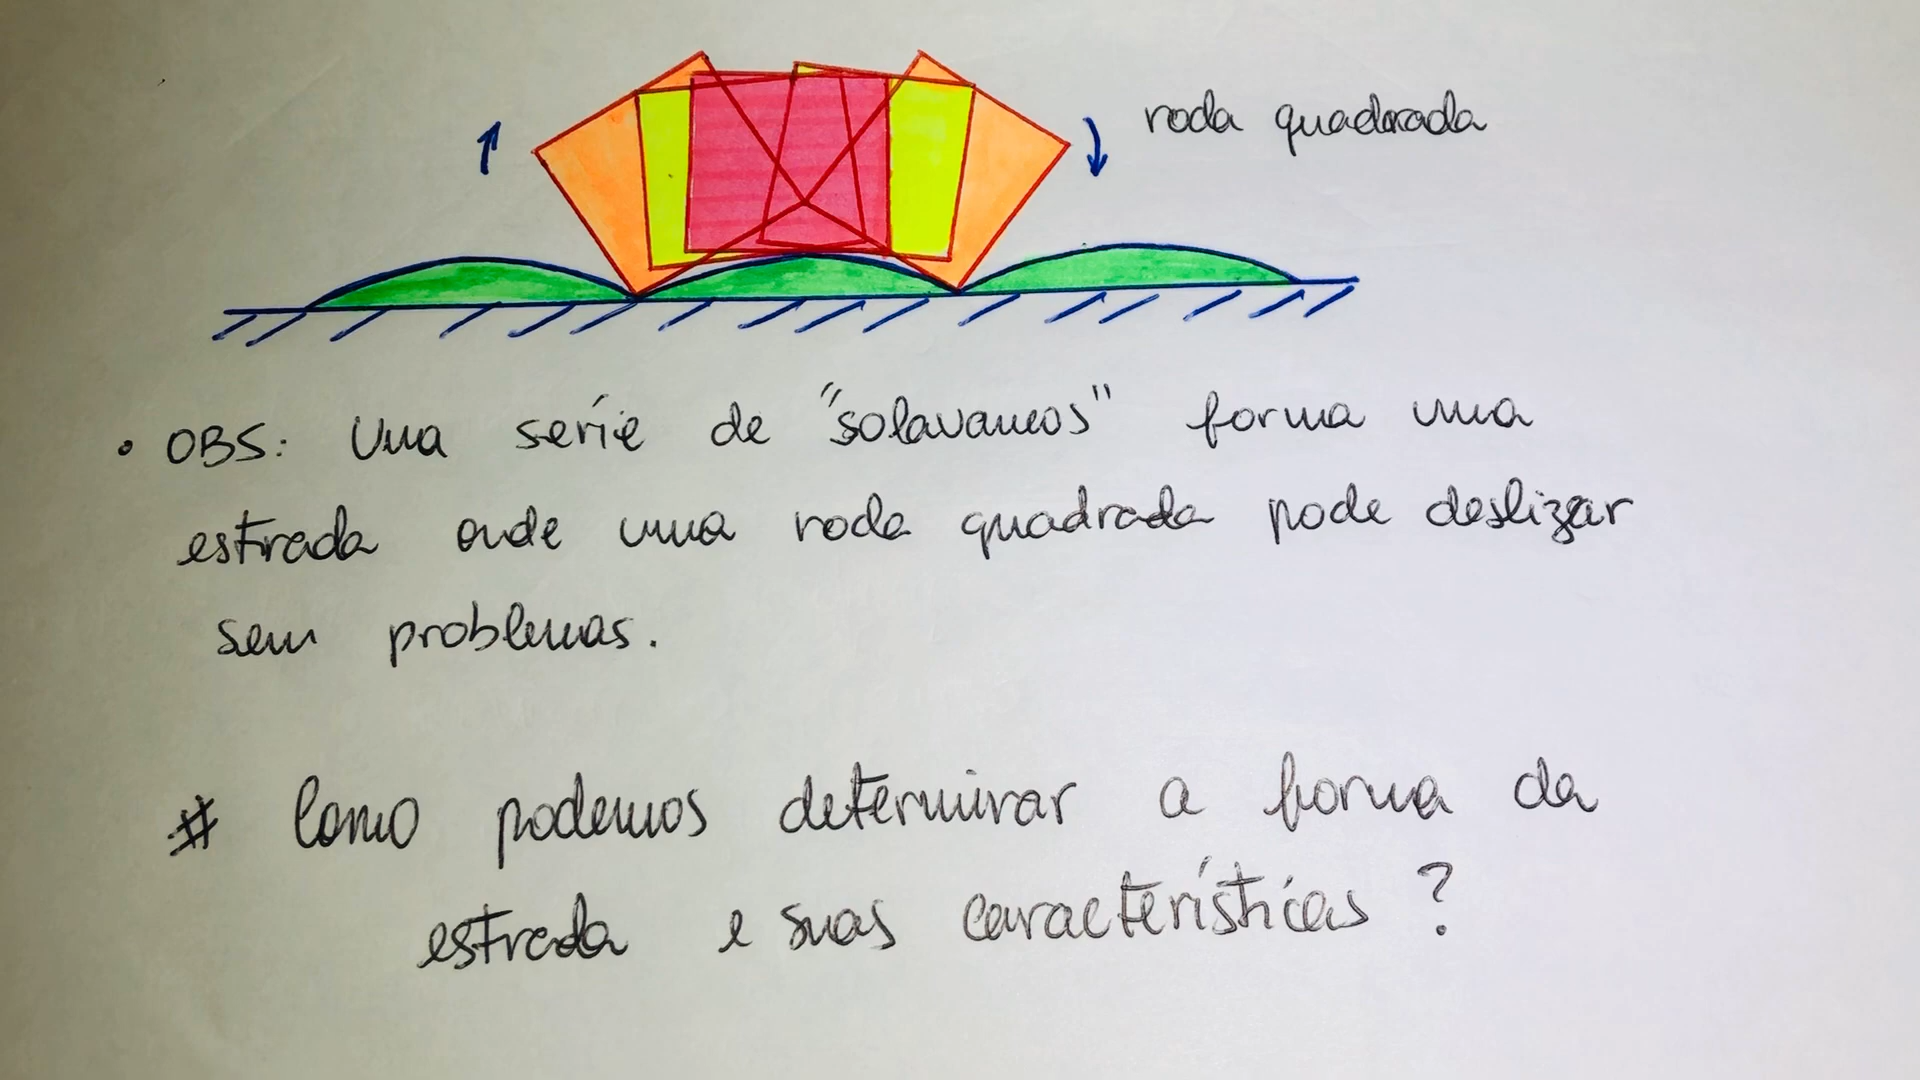 roda quadrada
• OBS: Uma série de "solavancos" forma uma
estrada onde uma roda quadrada pode deslizar
sem problemas.
# Como podemos determinar a forma da
estrada e suas características?